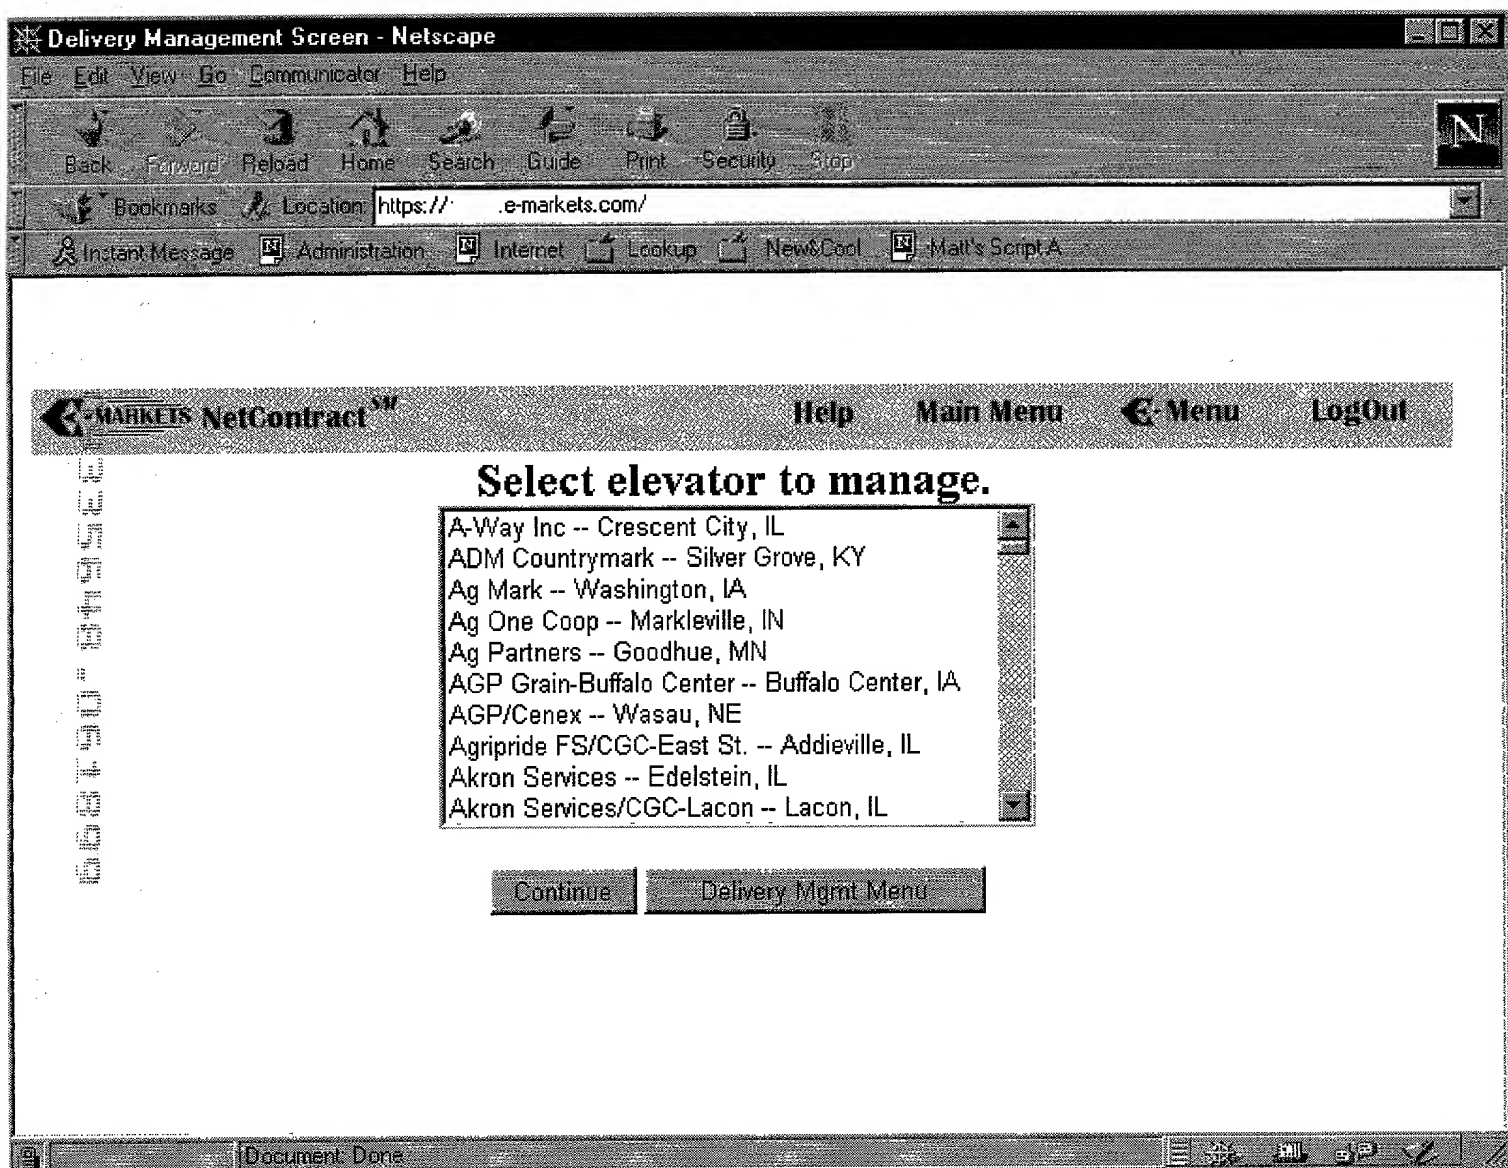 Delivery Management Screen - Netscape
File Edit View Go Communicator Help
Back Forward Reload Home Search Guide Print Security Stop
N
Bookmarks Location: https:// .e-markets.com/
Instant Message Administration Internet Lookup New&Cool Matt's Script A
E-MARKETS NetContract SM Help Main Menu E-Menu LogOut
Select elevator to manage.
A-Way Inc -- Crescent City, IL
ADM Countrymark -- Silver Grove, KY
Ag Mark -- Washington, IA
Ag One Coop -- Markleville, IN
Ag Partners -- Goodhue, MN
AGP Grain-Buffalo Center -- Buffalo Center, IA
AGP/Cenex -- Wasau, NE
Agripride FS/CGC-East St. -- Addieville, IL
Akron Services -- Edelstein, IL
Akron Services/CGC-Lacon -- Lacon, IL
Continue Delivery Mgmt Menu
Document: Done